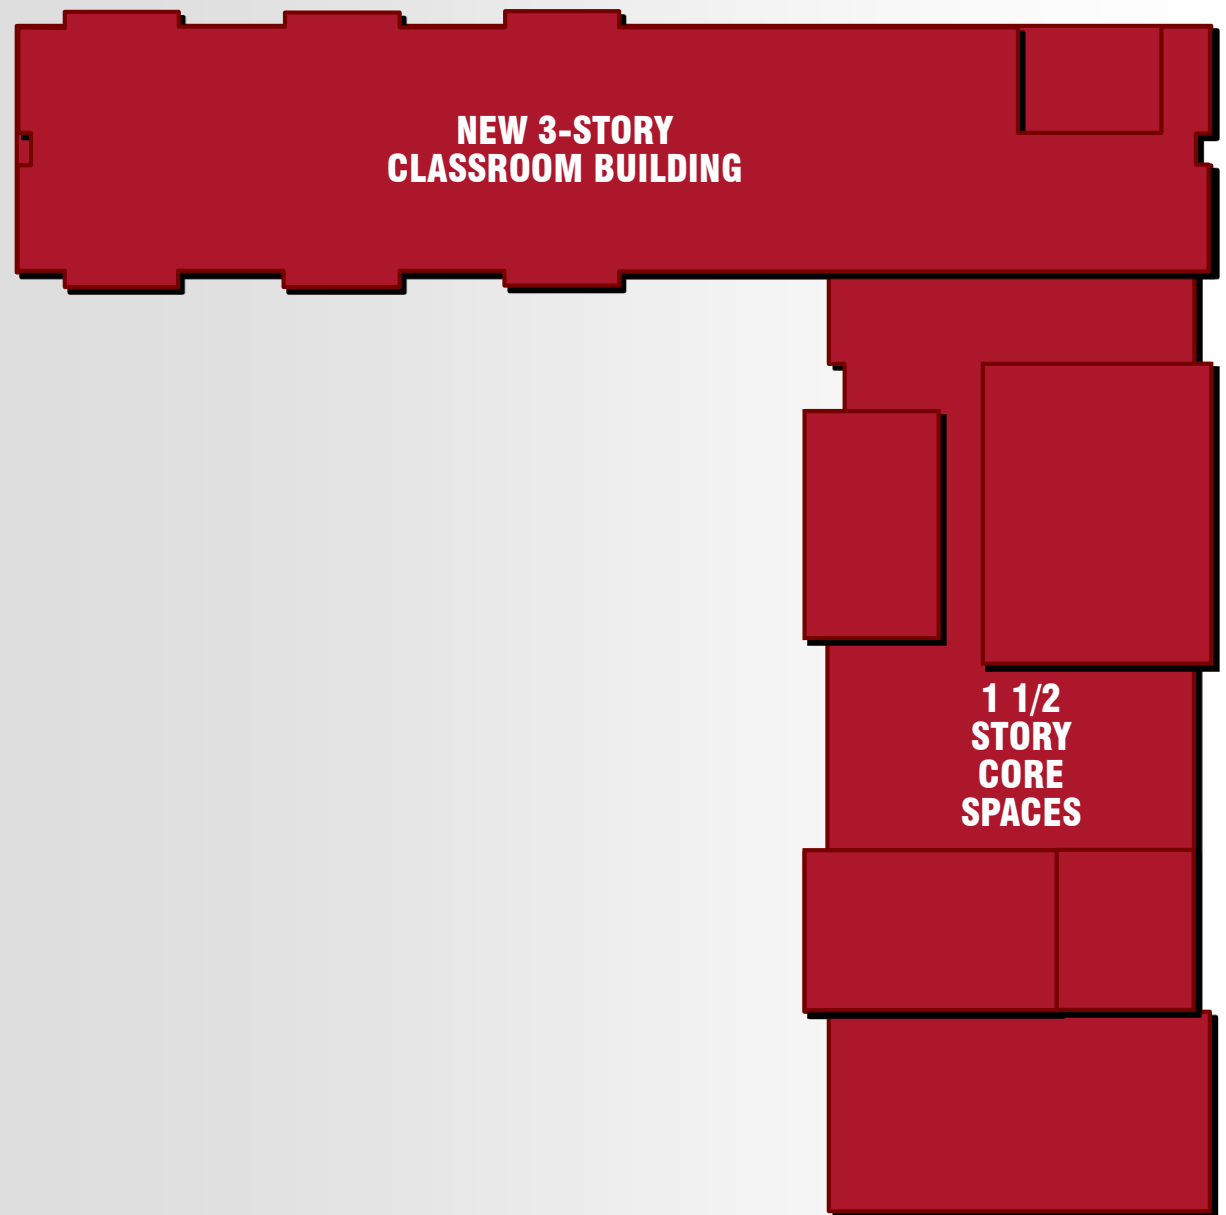 NEW 3-STORY
CLASSROOM BUILDING
1 1/2
STORY
CORE
SPACES